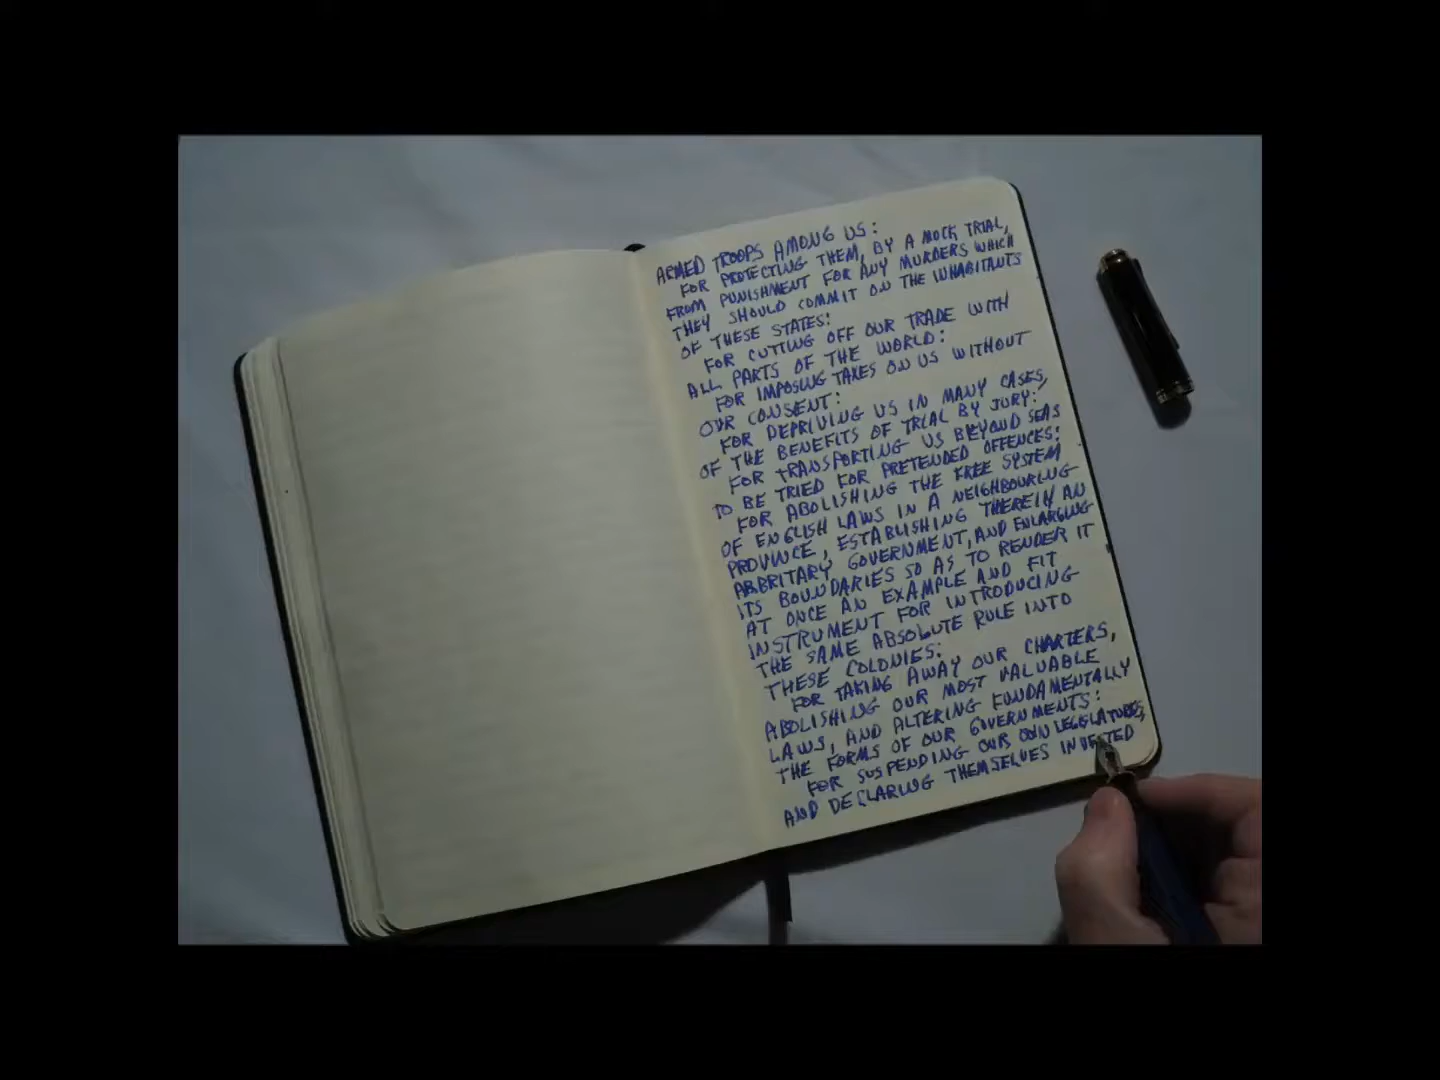 ARMED TROOPS AMONG US:
FOR PROTECTING THEM, BY A MOCK TRIAL,
FROM PUNISHMENT FOR ANY MURDERS WHICH
THEY SHOULD COMMIT ON THE INHABITANTS
OF THESE STATES:
FOR CUTTING OFF OUR TRADE WITH
ALL PARTS OF THE WORLD:
FOR IMPOSING TAXES ON US WITHOUT
OUR CONSENT:
FOR DEPRIVING US IN MANY CASES,
OF THE BENEFITS OF TRIAL BY JURY:
FOR TRANSPORTING US BEYOND SEAS
TO BE TRIED FOR PRETENDED OFFENCES:
FOR ABOLISHING THE FREE SYSTEM
OF ENGLISH LAWS IN A NEIGHBOURING
PROVINCE, ESTABLISHING THEREIN AN
ARBRITARY GOVERNMENT, AND ENLARGING
ITS BOUNDARIES SO AS TO RENDER IT
AT ONCE AN EXAMPLE AND FIT
INSTRUMENT FOR INTRODUCING
THE SAME ABSOLUTE RULE INTO
THESE COLONIES:
FOR TAKING AWAY OUR CHARTERS,
ABOLISHING OUR MOST VALUABLE
LAWS, AND ALTERING FUNDAMENTALLY
THE FORMS OF OUR GOVERNMENTS:
FOR SUSPENDING OUR OWN LEGISLATURES,
AND DECLARING THEMSELVES INVESTED